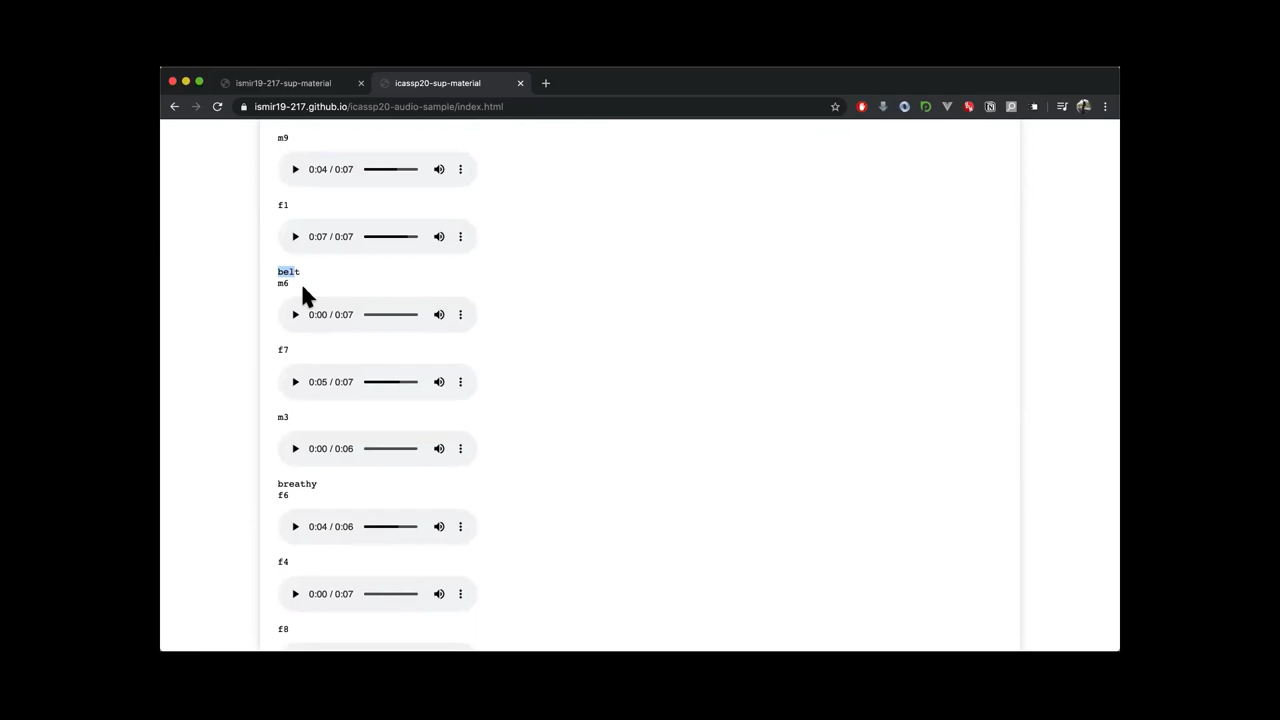 ismir19-217-sup-material
icassp20-sup-material
ismir19-217.github.io/icassp20-audio-sample/index.html
m9
0:04 / 0:07
f1
0:07 / 0:07
belt
m6
0:00 / 0:07
f7
0:05 / 0:07
m3
0:00 / 0:06
breathy
f6
0:04 / 0:06
f4
0:00 / 0:07
f8